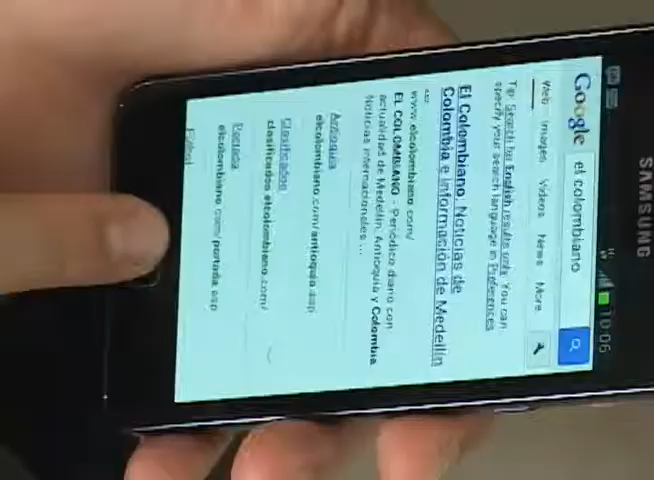 SAMSUNG
10:06
Google el colombiano
Web Images Videos News More
Tip: Search for English results only. You can
specify your search language in Preferences
El Colombiano. Noticias de
Colombia e Información de Medellín
www.elcolombiano.com/
EL COLOMBIANO - Periódico diario con
actualidad de Medellín, Antioquia y Colombia
Noticias internacionales ...
Antioquia
elcolombiano.com/antioquia.asp
Clasificados
clasificados.elcolombiano.com/
Portada
elcolombiano.com/portada.asp
Fútbol